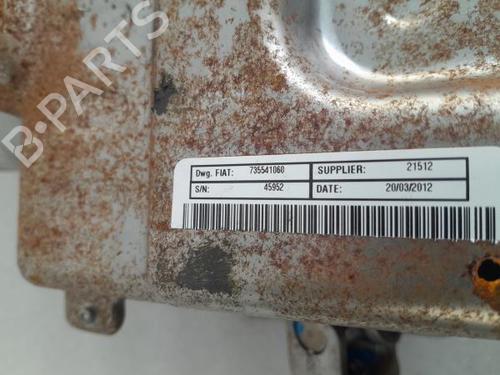 B-PARTS
Dwg. FIAT: 735541060 SUPPLIER: 21512
S/N: 45952 DATE: 20/03/2012